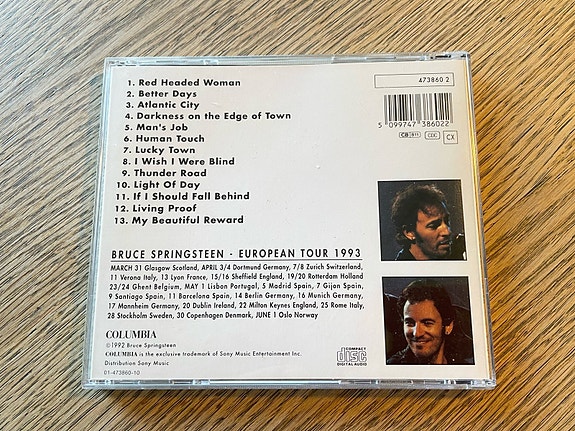 1. Red Headed Woman
2. Better Days
3. Atlantic City
4. Darkness on the Edge of Town
5. Man's Job
6. Human Touch
7. Lucky Town
8. I Wish I Were Blind
9. Thunder Road
10. Light Of Day
11. If I Should Fall Behind
12. Living Proof
13. My Beautiful Reward
473860 2
5 099747 386022
CB 811 CDC CX
BRUCE SPRINGSTEEN - EUROPEAN TOUR 1993
MARCH 31 Glasgow Scotland, APRIL 3/4 Dortmund Germany, 7/8 Zurich Switzerland,
11 Verona Italy, 13 Lyon France, 15/16 Sheffield England, 19/20 Rotterdam Holland
23/24 Ghent Belgium, MAY 1 Lisbon Portugal, 5 Madrid Spain, 7 Gijon Spain,
9 Santiago Spain, 11 Barcelona Spain, 14 Berlin Germany, 16 Munich Germany,
17 Mannheim Germany, 20 Dublin Ireland, 22 Milton Keynes England, 25 Rome Italy,
28 Stockholm Sweden, 30 Copenhagen Denmark, JUNE 1 Oslo Norway
COLUMBIA
©1992 Bruce Springsteen
COLUMBIA is the exclusive trademark of Sony Music Entertainment Inc.
Distribution Sony Music
01-473860-10
COMPACT
disc
DIGITAL AUDIO